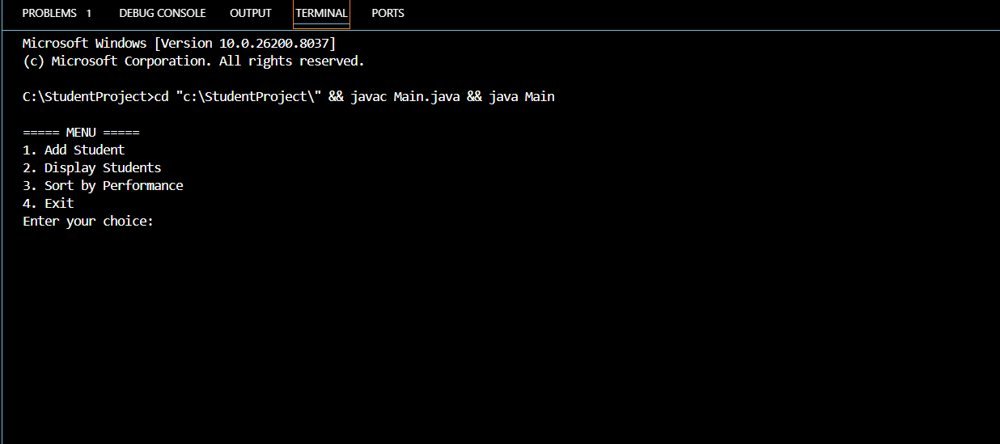 PROBLEMS 1 DEBUG CONSOLE OUTPUT TERMINAL PORTS
Microsoft Windows [Version 10.0.26200.8037]
(c) Microsoft Corporation. All rights reserved.
C:\StudentProject>cd "c:\StudentProject\" && javac Main.java && java Main
===== MENU =====
1. Add Student
2. Display Students
3. Sort by Performance
4. Exit
Enter your choice: